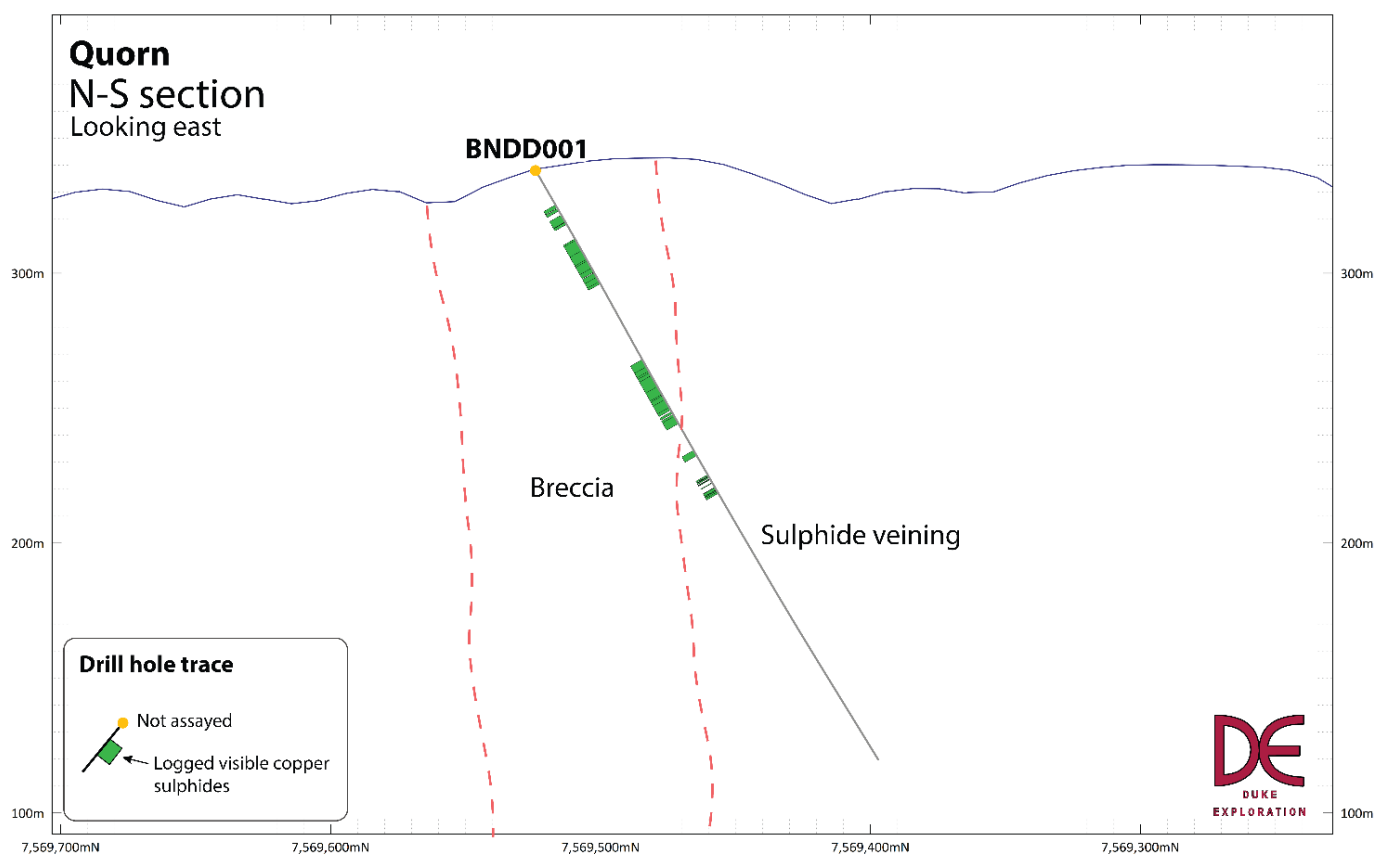 Quorn
N-S section
Looking east
BNDD001
300m
300m
Breccia
Sulphide veining
200m
200m
Drill hole trace
Not assayed
Logged visible copper
sulphides
DE
DUKE
EXPLORATION
100m
100m
7,569,700mN
7,569,600mN
7,569,500mN
7,569,400mN
7,569,300mN